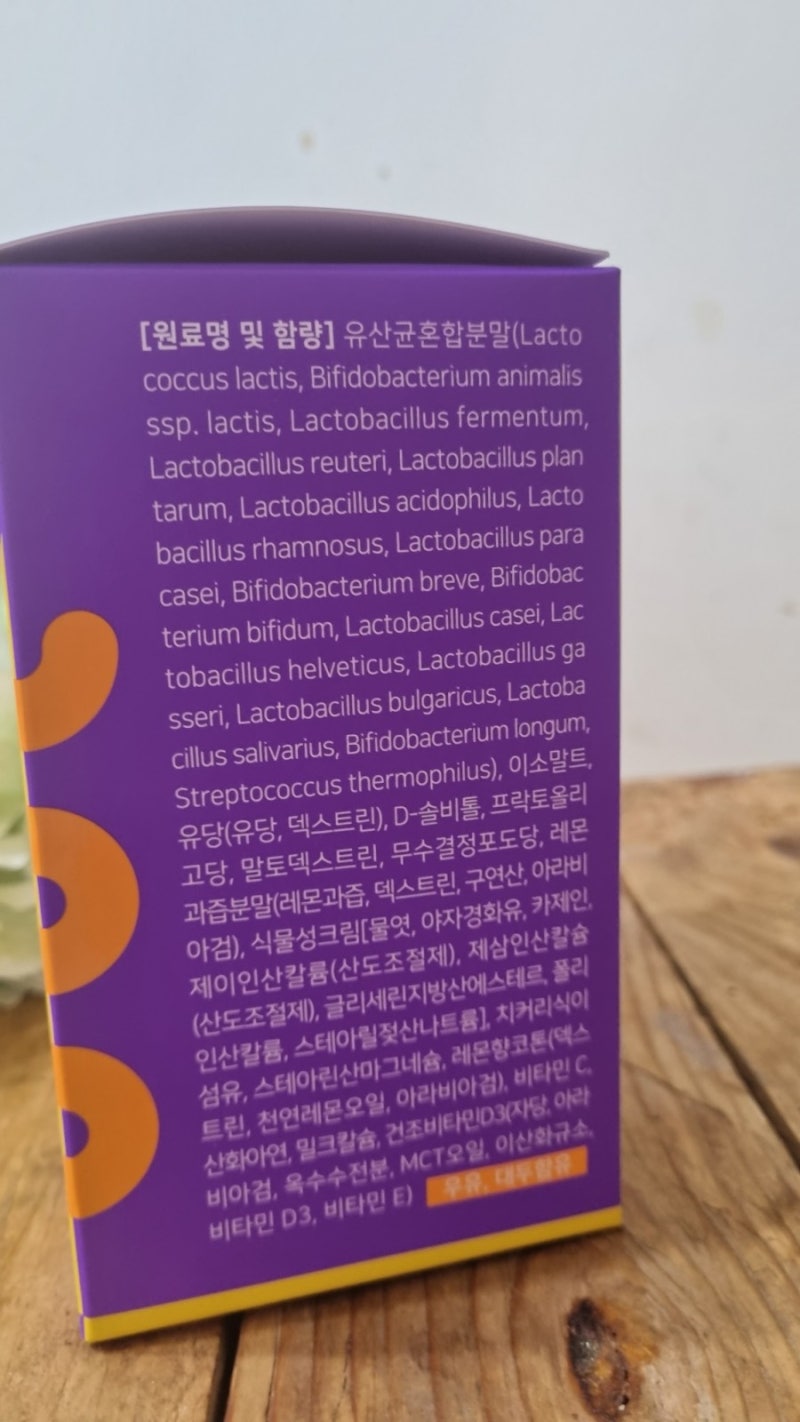 [원료명 및 함량] 유산균혼합분말(Lacto
coccus lactis, Bifidobacterium animalis
ssp. lactis, Lactobacillus fermentum,
Lactobacillus reuteri, Lactobacillus plan
tarum, Lactobacillus acidophilus, Lacto
bacillus rhamnosus, Lactobacillus para
casei, Bifidobacterium breve, Bifidobac
terium bifidum, Lactobacillus casei, Lac
tobacillus helveticus, Lactobacillus ga
sseri, Lactobacillus bulgaricus, Lactoba
cillus salivarius, Bifidobacterium longum,
Streptococcus thermophilus), 이소말트,
유당(유당, 덱스트린), D-솔비톨, 프락토올리
고당, 말토덱스트린, 무수결정포도당, 레몬
과즙분말(레몬과즙, 덱스트린, 구연산, 아라비
아검), 식물성크림[물엿, 야자경화유, 카제인,
제이인산칼륨(산도조절제), 제삼인산칼슘
(산도조절제), 글리세린지방산에스테르, 폴리
인산칼륨, 스테아릴젖산나트륨], 치커리식이
섬유, 스테아린산마그네슘, 레몬향코튼(덱스
트린, 천연레몬오일, 아라비아검), 비타민 C,
산화아연, 밀크칼슘, 건조비타민D3(자당, 아라
비아검, 옥수수전분, MCT오일, 이산화규소,
비타민 D3, 비타민 E) 우유, 대두함유